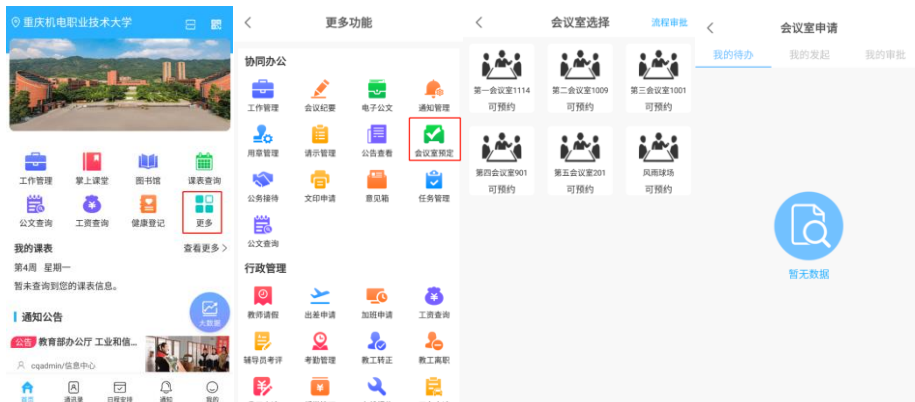 重庆机电职业技术大学
工作管理
掌上课堂
图书馆
课表查询
公文查询
工资查询
健康登记
更多
我的课表
查看更多>
第4周 星期一
暂未查询到您的课表信息。
通知公告
大数据
公告 教育部办公厅 工业和信...
cqadmin/信息中心
首页
通讯录
日程安排
通知
我的
更多功能
协同办公
工作管理
会议纪要
电子公文
通知管理
用章管理
请示管理
公告查看
会议室预定
公务接待
文印申请
意见箱
任务管理
公文查询
行政管理
教师请假
出差申请
加班申请
工资查询
辅导员考评
考勤管理
教工转正
教工离职
会议室选择
流程审批
第一会议室1114
第二会议室1009
第三会议室1001
可预约
可预约
可预约
第四会议室901
第五会议室201
风雨球场
可预约
可预约
可预约
会议室申请
我的待办
我的发起
我的审批
暂无数据